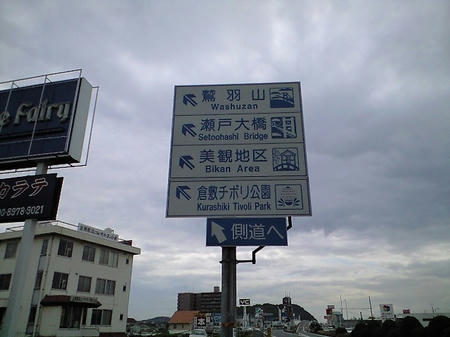 鷲羽山
Washuzan
瀬戸大橋
Setoohashi Bridge
美観地区
Bikan Area
倉敷チボリ公園
Kurashiki Tivoli Park
側道へ
Fairy
カラテ
8978-3021